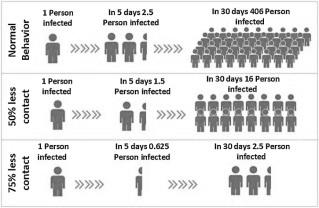 Normal
Behavior
1 Person
infected
In 5 days 2.5
Person infected
In 30 days 406 Person
infected
50% less
contact
1 Person
infected
In 5 days 1.5
Person infected
In 30 days 16 Person
infected
75% less
contact
1 Person
infected
In 5 days 0.625
Person infected
In 30 days 2.5 Person
infected